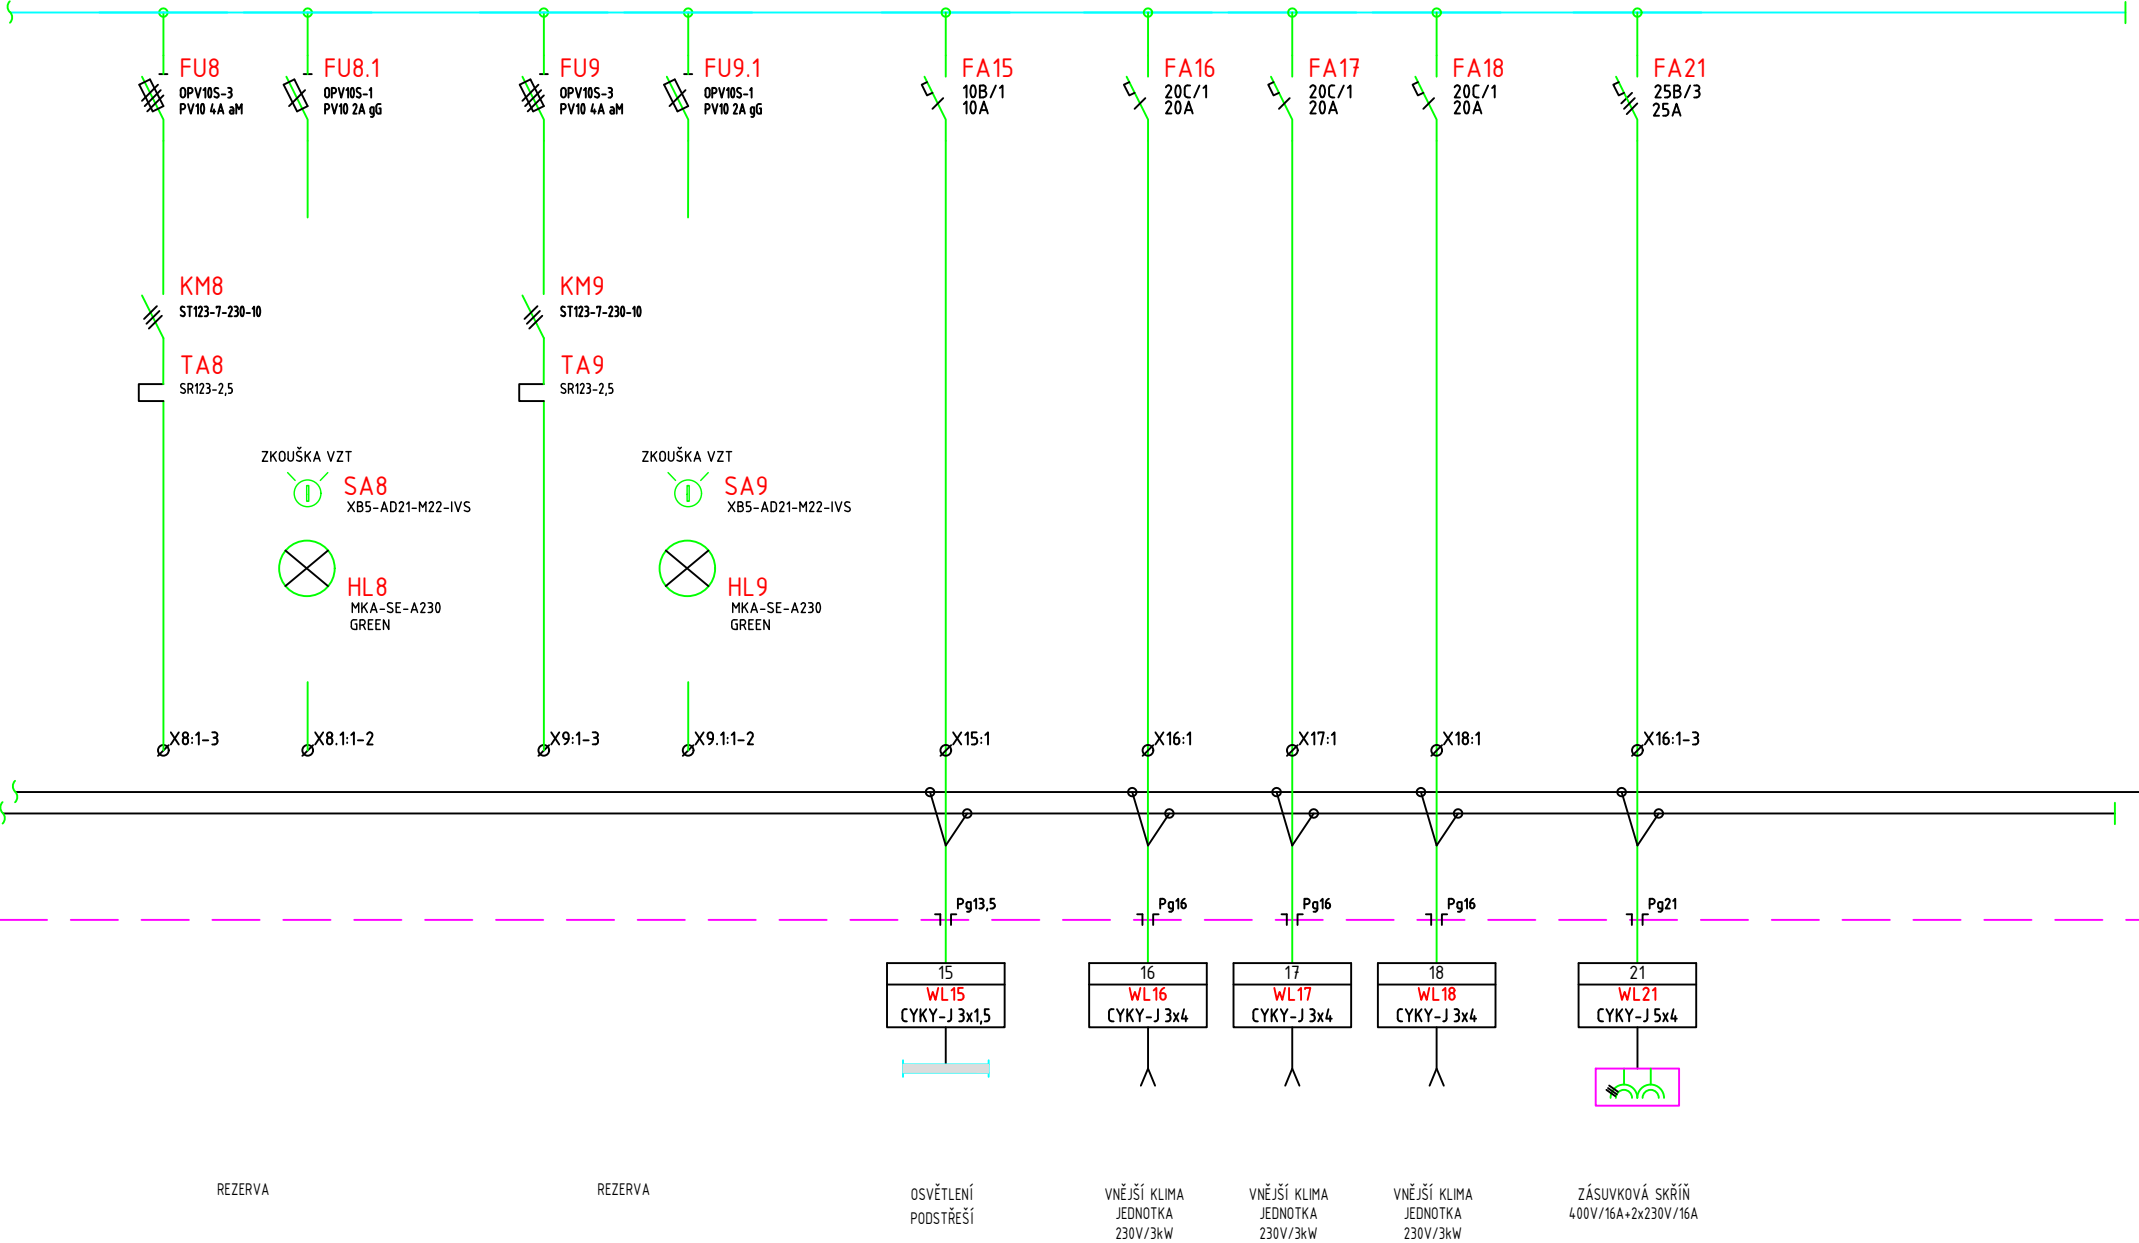 FU8
OPV10S-3
PV10 4A aM
FU8.1
OPV10S-1
PV10 2A gG
FU9
OPV10S-3
PV10 4A aM
FU9.1
OPV10S-1
PV10 2A gG
FA15
10B/1
10A
FA16
20C/1
20A
FA17
20C/1
20A
FA18
20C/1
20A
FA21
25B/3
25A
KM8
ST123-7-230-10
KM9
ST123-7-230-10
TA8
SR123-2,5
TA9
SR123-2,5
ZKOUŠKA VZT
SA8
XB5-AD21-M22-IVS
HL8
MKA-SE-A230
GREEN
ZKOUŠKA VZT
SA9
XB5-AD21-M22-IVS
HL9
MKA-SE-A230
GREEN
X8:1-3
X8.1:1-2
X9:1-3
X9.1:1-2
X15:1
X16:1
X17:1
X18:1
X16:1-3
Pg13,5
Pg16
Pg16
Pg16
Pg21
15
WL15
CYKY-J 3x1,5
16
WL16
CYKY-J 3x4
17
WL17
CYKY-J 3x4
18
WL18
CYKY-J 3x4
21
WL21
CYKY-J 5x4
REZERVA
REZERVA
OSVĚTLENÍ
PODSTŘEŠÍ
VNĚJŠÍ KLIMA
JEDNOTKA
230V/3kW
VNĚJŠÍ KLIMA
JEDNOTKA
230V/3kW
VNĚJŠÍ KLIMA
JEDNOTKA
230V/3kW
ZÁSUVKOVÁ SKŘÍŇ
400V/16A+2x230V/16A